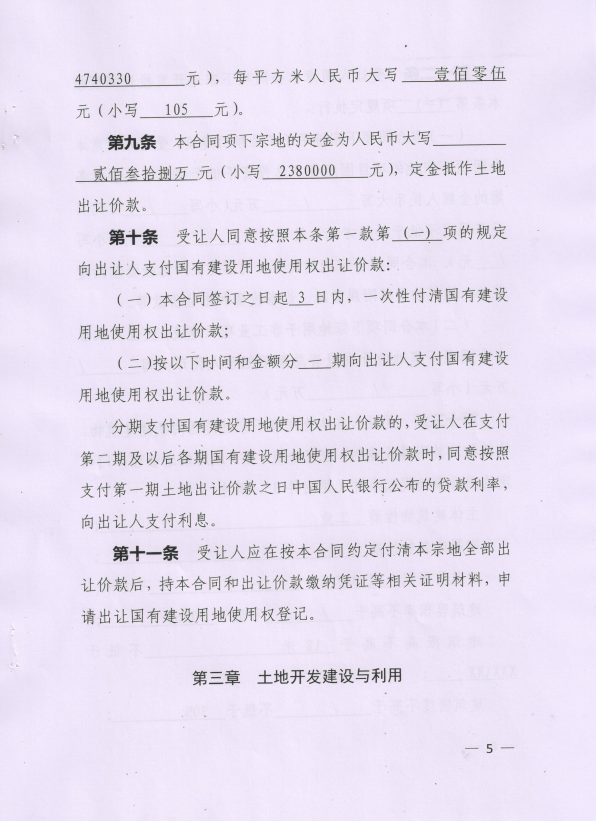 4740330 元），每平方米人民币大写 壹佰零伍
元（小写 105 元）。
第九条 本合同项下宗地的定金为人民币大写
贰佰叁拾捌万 元（小写 2380000 元），定金抵作土地
出让价款。
第十条 受让人同意按照本条第一款第 (一) 项的规定
向出让人支付国有建设用地使用权出让价款：
（一）本合同签订之日起 3 日内，一次性付清国有建设
用地使用权出让价款；
（二）按以下时间和金额分 一 期向出让人支付国有建设
用地使用权出让价款。
分期支付国有建设用地使用权出让价款的，受让人在支付
第二期及以后各期国有建设用地使用权出让价款时，同意按照
支付第一期土地出让价款之日中国人民银行公布的贷款利率，
向出让人支付利息。
第十一条 受让人应在按本合同约定付清本宗地全部出
让价款后，持本合同和出让价款缴纳凭证等相关证明材料，申
请出让国有建设用地使用权登记。
第三章 土地开发建设与利用
— 5 —